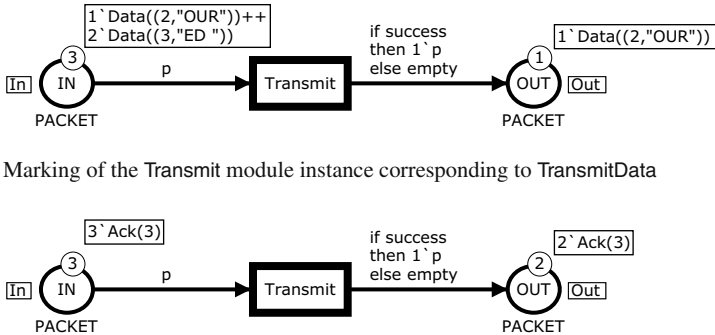 1`Data((2,"OUR"))++
2`Data((3,"ED "))
3
In
IN
p
Transmit
if success
then 1`p
else empty
1`Data((2,"OUR"))
1
OUT
Out
PACKET
PACKET
Marking of the Transmit module instance corresponding to TransmitData
3`Ack(3)
3
In
IN
p
Transmit
if success
then 1`p
else empty
2`Ack(3)
2
OUT
Out
PACKET
PACKET